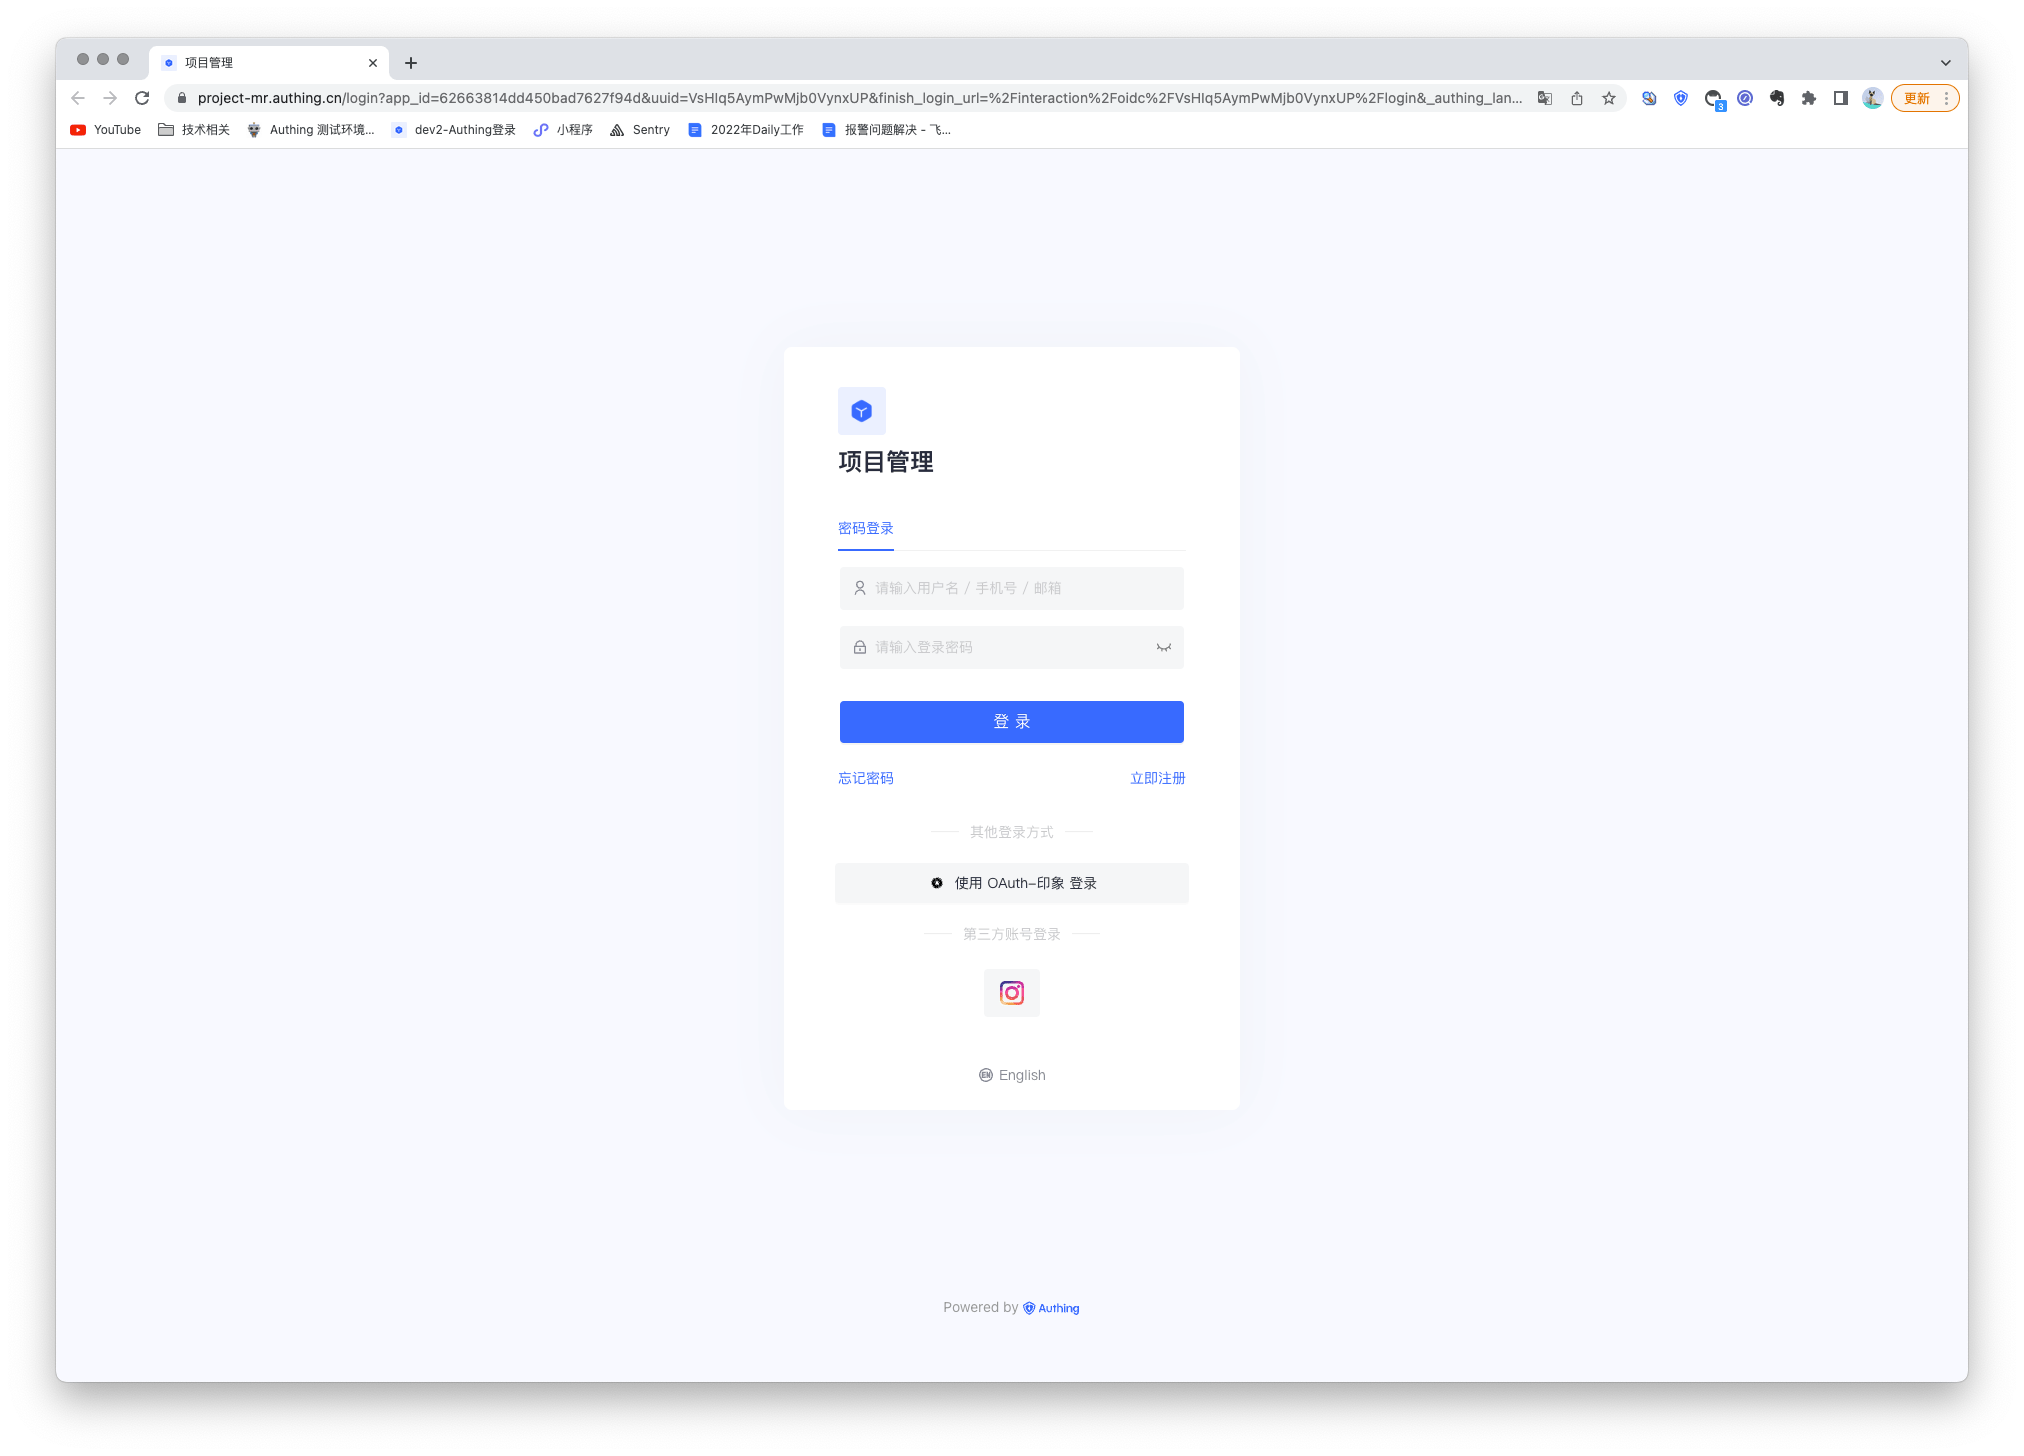 项目管理
project-mr.authing.cn/login?app_id=62663814dd450bad7627f94d&uuid=VsHlq5AymPwMjb0VynxUP&finish_login_url=%2Finteraction%2Foidc%2FVsHlq5AymPwMjb0VynxUP%2Flogin&_authing_lan...
3
更新
YouTube 技术相关 Authing 测试环境... dev2-Authing登录 小程序 Sentry 2022年Daily工作 报警问题解决 - 飞...
项目管理
密码登录
请输入用户名 / 手机号 / 邮箱
请输入登录密码
登 录
忘记密码 立即注册
其他登录方式
使用 OAuth-印象 登录
第三方账号登录
EN English
Powered by Authing